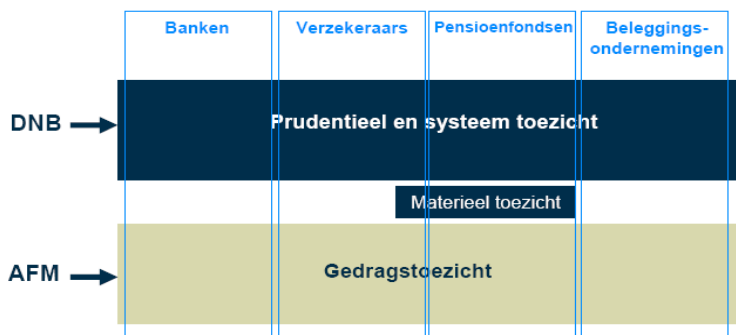 Banken
Verzekeraars
Pensioenfondsen
Beleggings-
ondernemingen
DNB
Prudentieel en systeem toezicht
Materieel toezicht
AFM
Gedragstoezicht